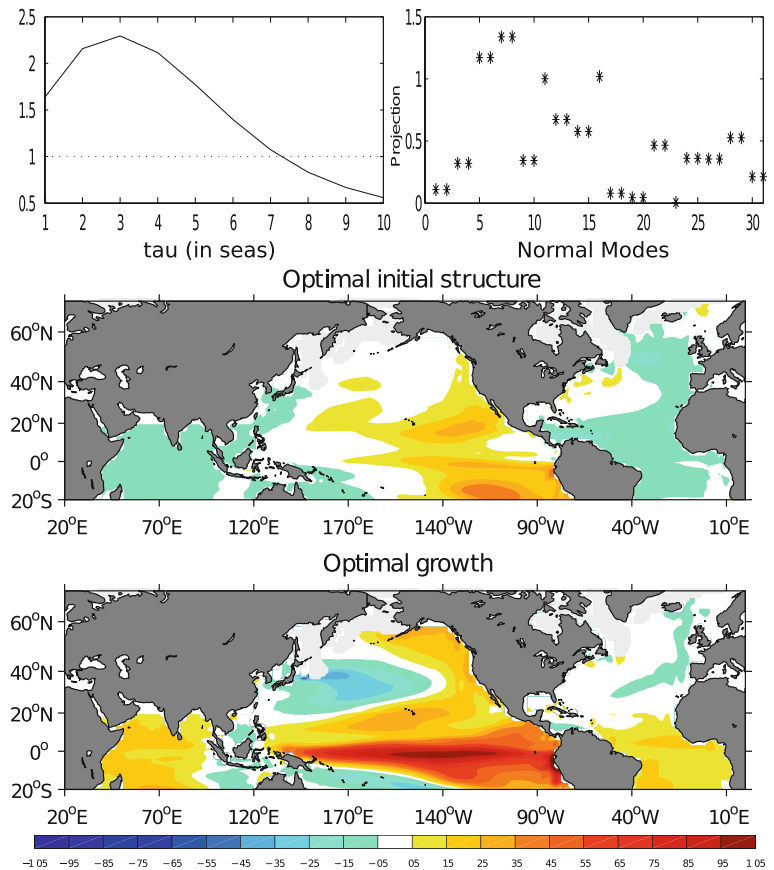 2.5
2
1.5
1
0.5
1 2 3 4 5 6 7 8 9 10
tau (in seas)
1.5
1
0.5
0
Projection
0 5 10 15 20 25 30
Normal Modes
Optimal initial structure
60°N
40°N
20°N
0°
20°S
20°E 70°E 120°E 170°E 140°W 90°W 40°W 10°E
Optimal growth
60°N
40°N
20°N
0°
20°S
20°E 70°E 120°E 170°E 140°W 90°W 40°W 10°E
−1 05 −95 −85 −75 −65 −55 −45 −35 −25 −15 −05 05 15 25 35 45 55 65 75 85 95 1 05